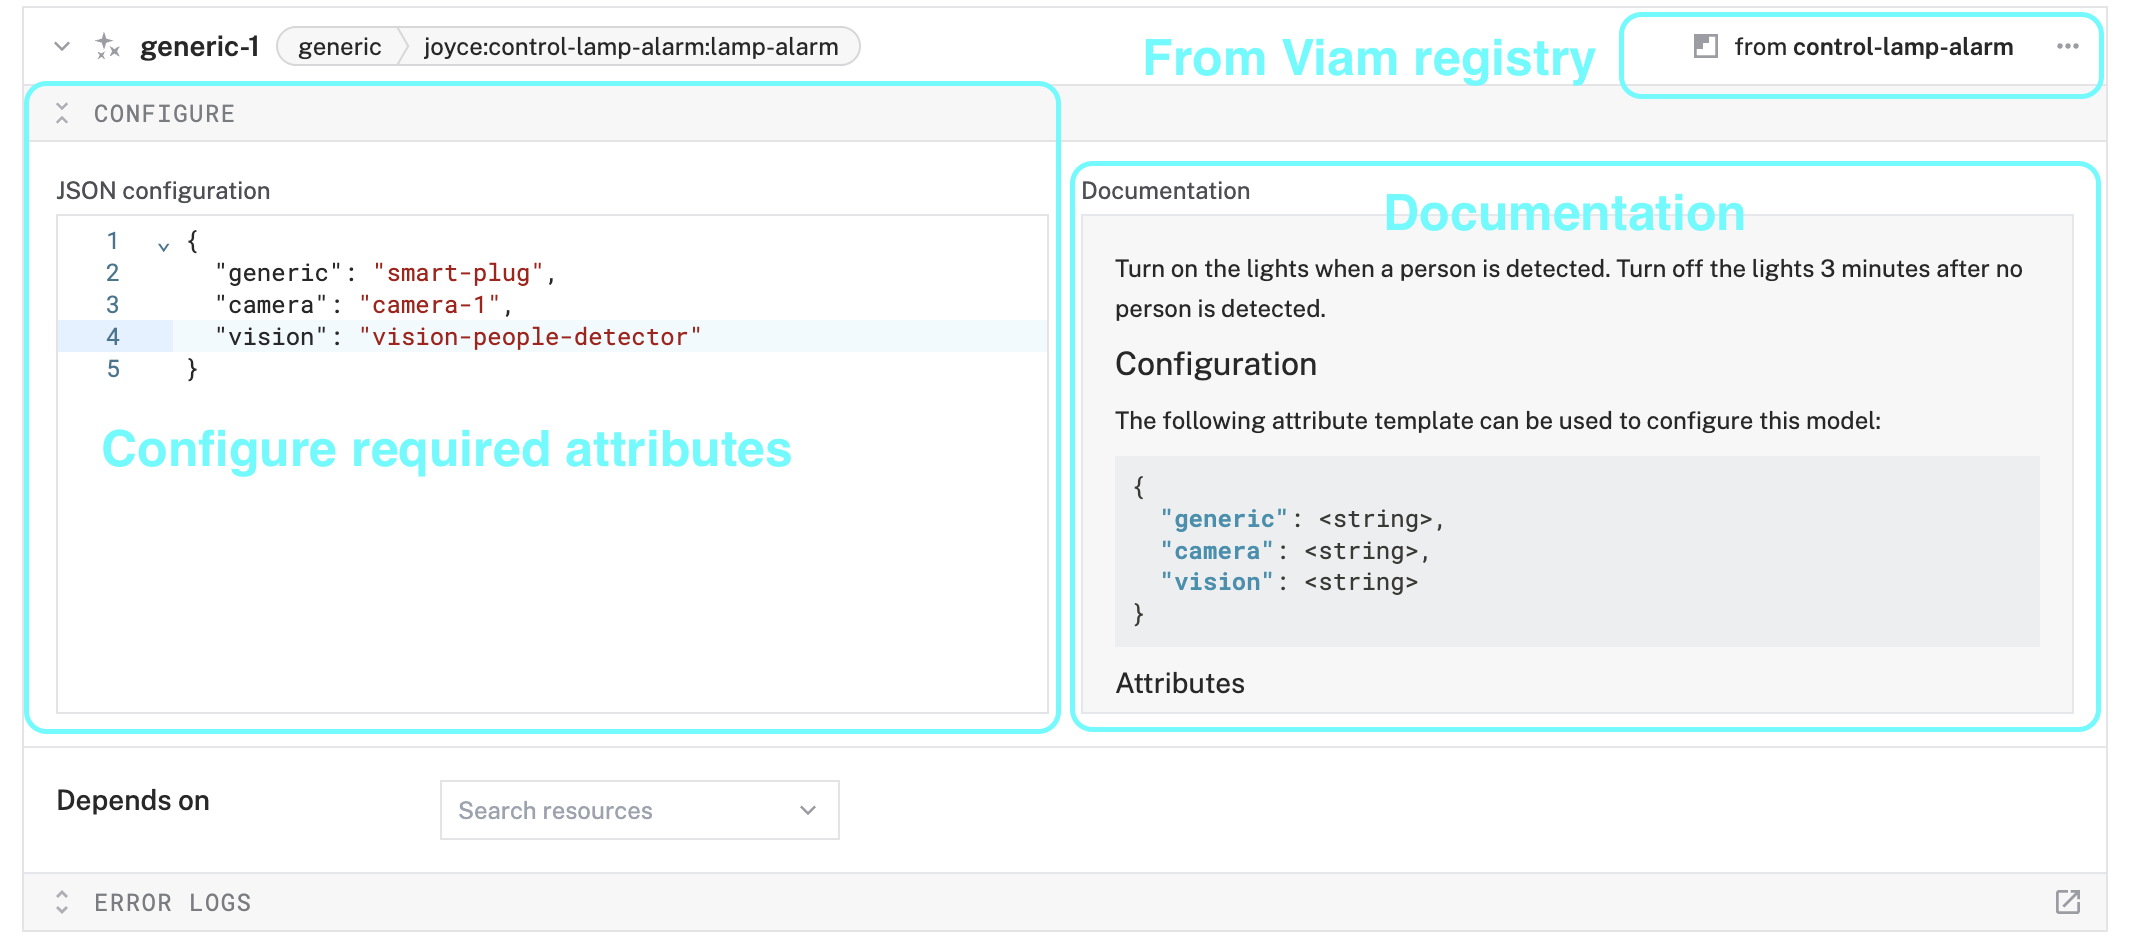 generic-1 generic joyce:control-lamp-alarm:lamp-alarm From Viam registry from control-lamp-alarm ...
CONFIGURE
JSON configuration
1 {
2 "generic": "smart-plug",
3 "camera": "camera-1",
4 "vision": "vision-people-detector"
5 }
Configure required attributes
Documentation
Documentation
Turn on the lights when a person is detected. Turn off the lights 3 minutes after no
person is detected.
Configuration
The following attribute template can be used to configure this model:
{
"generic": <string>,
"camera": <string>,
"vision": <string>
}
Attributes
Depends on Search resources
ERROR LOGS